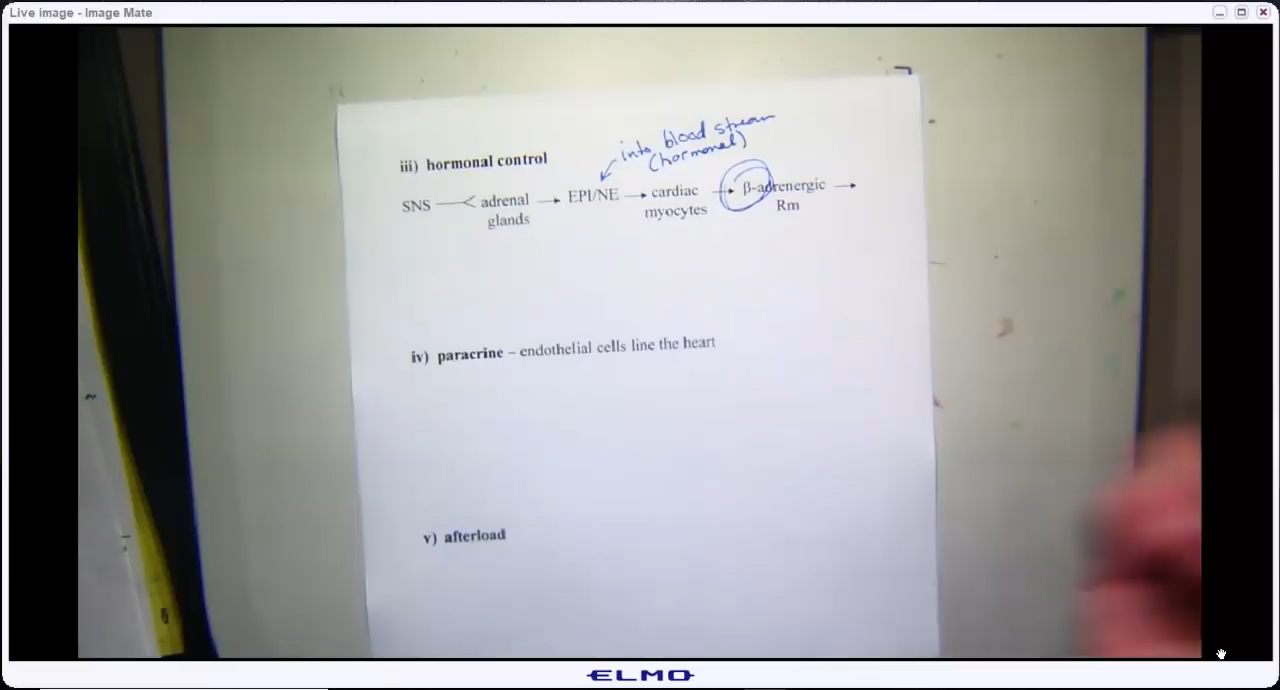 Live image - Image Mate
into blood stream
(hormonal)
iii) hormonal control
SNS adrenal glands → EPI/NE → cardiac myocytes → β-adrenergic Rm →
iv) paracrine – endothelial cells line the heart
v) afterload
ELMO